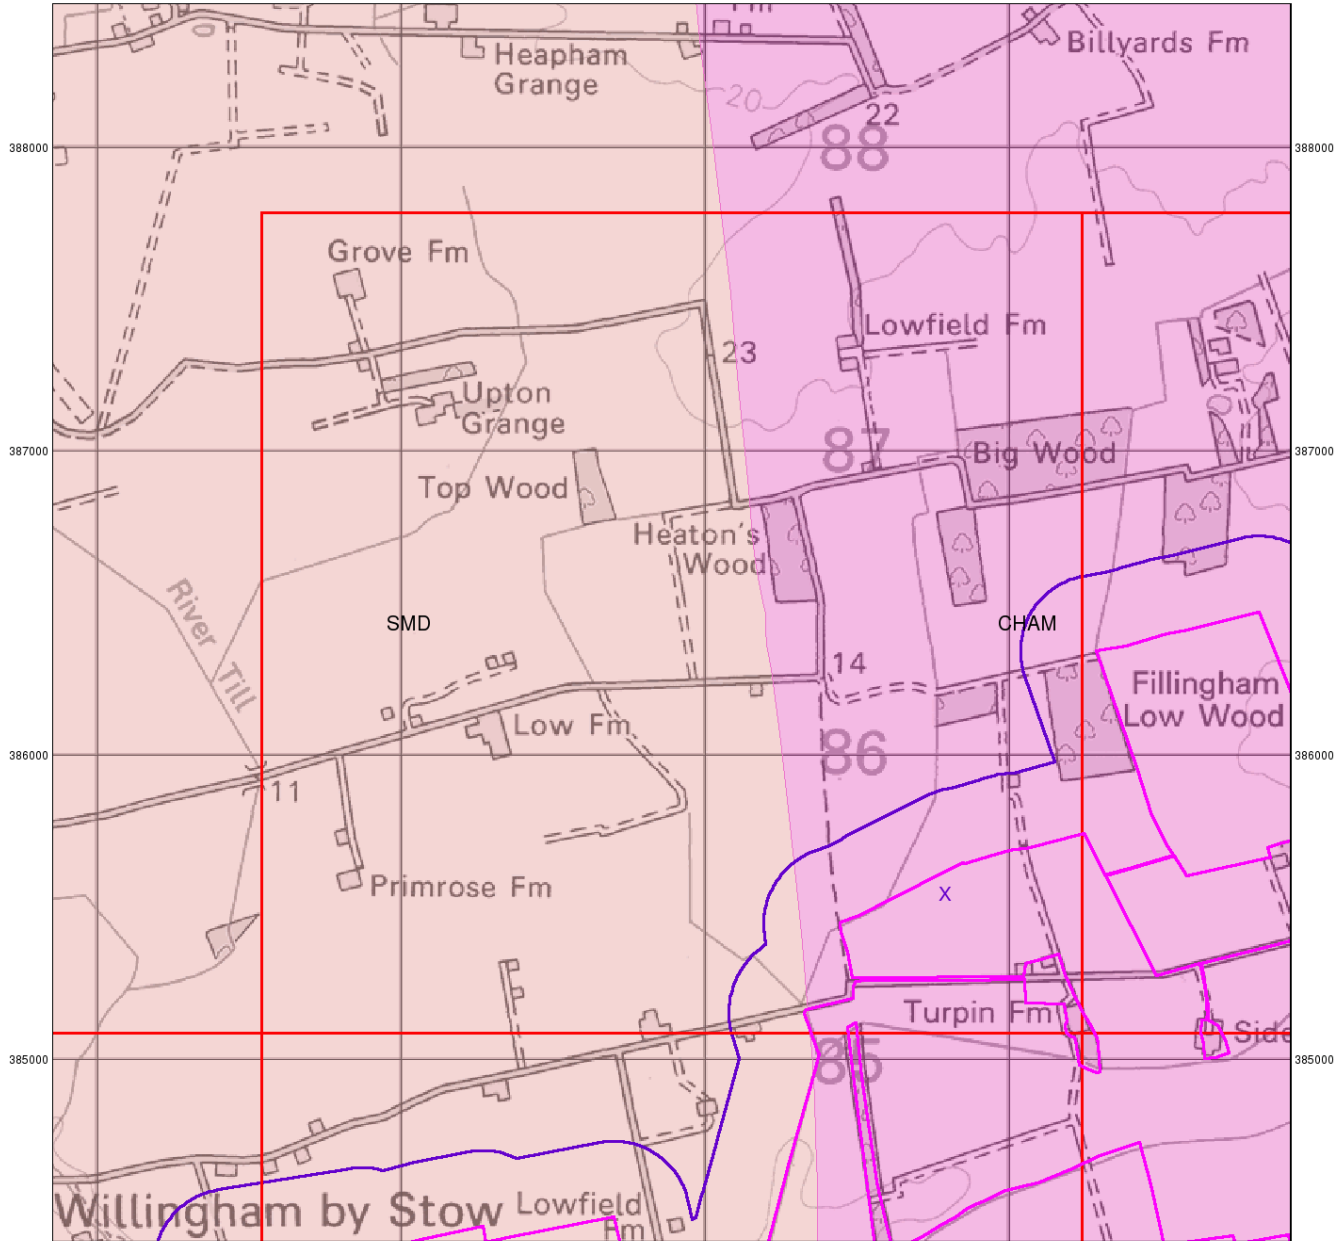 Fm
Billyards Fm
Heapham
Grange
20
22
88
388000
388000
Grove Fm
Lowfield Fm
23
Upton
Grange
87
387000
387000
Big Wood
Top Wood
Heaton's
Wood
River Till
SMD
CHAM
14
Fillingham
Low Wood
Low Fm
86
386000
386000
11
Primrose Fm
X
Turpin Fm
Side
85
385000
385000
Willingham by Stow
Lowfield
Fm